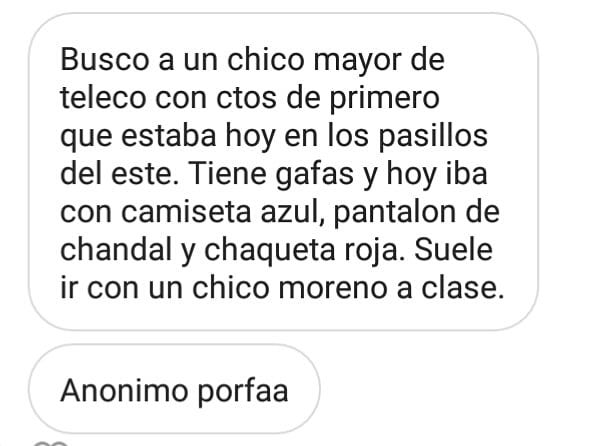 Busco a un chico mayor de
teleco con ctos de primero
que estaba hoy en los pasillos
del este. Tiene gafas y hoy iba
con camiseta azul, pantalon de
chandal y chaqueta roja. Suele
ir con un chico moreno a clase.
Anonimo porfaa